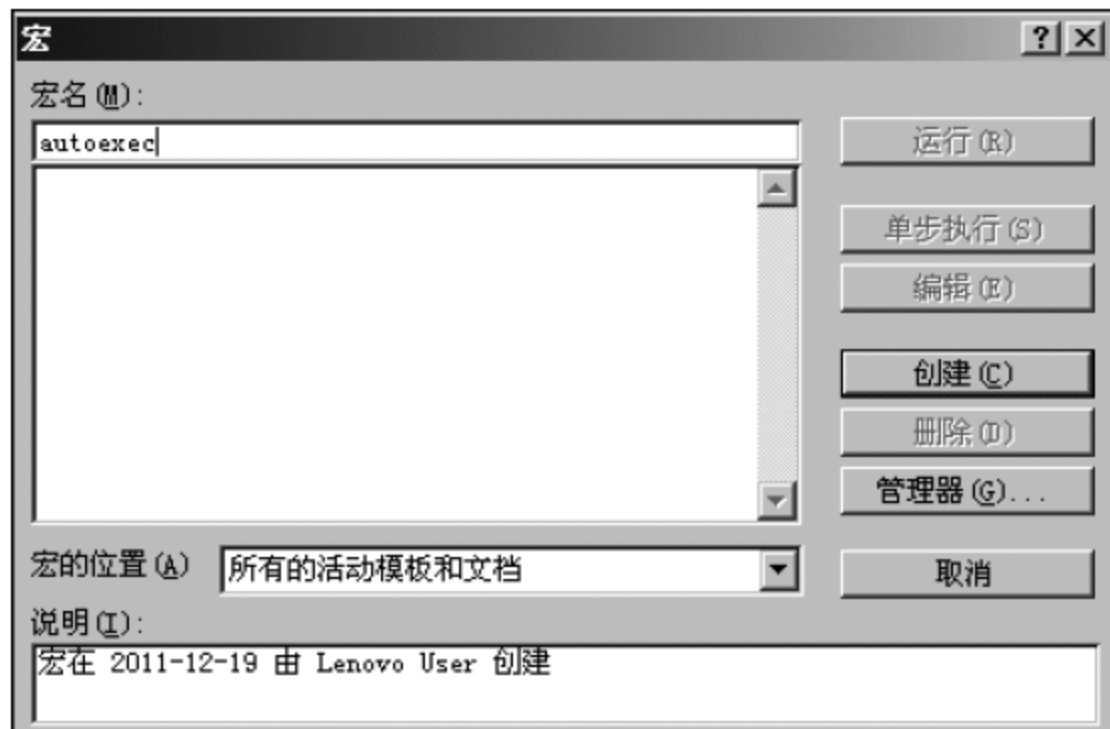 宏
宏名(M):
autoexec
运行(R)
单步执行(S)
编辑(E)
创建(C)
删除(D)
管理器(G)...
宏的位置(A)
所有的活动模板和文档
取消
说明(I):
宏在 2011-12-19 由 Lenovo User 创建